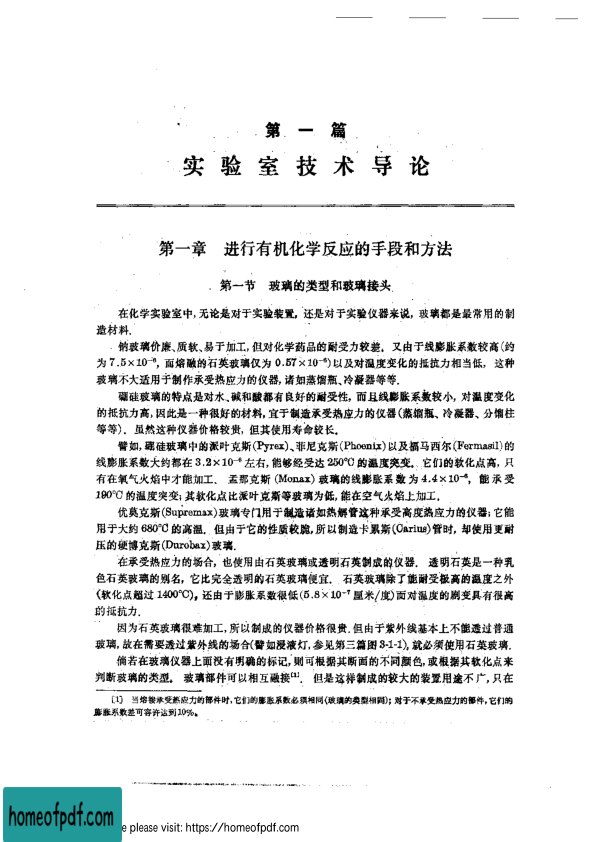 第一篇
实验室技术导论
第一章 进行有机化学反应的手段和方法
第一节 玻璃的类型和玻璃接头
在化学实验室中，无论是对于实验装置，还是对于实验仪器来说，玻璃都是最常用的制
造材料.
钠玻璃价廉、质软、易于加工，但对化学药品的耐受力较差. 又由于线膨胀系数较高(约
为 7.5×10⁻⁶，而熔融的石英玻璃仅为 0.57×10⁻⁶)以及对温度变化的抵抗力相当低，这种
玻璃不大适用于制作承受热应力的仪器，诸如蒸馏瓶、冷凝器等等.
硼硅玻璃的特点是对水、碱和酸都有良好的耐受性，而且线膨胀系数较小，对温度变化
的抵抗力高，因此是一种很好的材料，宜于制造承受热应力的仪器(蒸馏瓶、冷凝器、分馏柱
等等). 虽然这种仪器价格较贵，但其使用寿命较长.
譬如，硼硅玻璃中的派叶克斯(Pyrex)、菲尼克斯(Phoenix)以及福马西尔(Fermasil)的
线膨胀系数大约都在 3.2×10⁻⁶ 左右，能够经受达 250°C 的温度突变. 它们的软化点高，只
有在氧气火焰中才能加工. 孟那克斯 (Monax) 玻璃的线膨胀系数为 4.4×10⁻⁶，能承受
190°C 的温度突变；其软化点比派叶克斯等玻璃为低，能在空气火焰上加工.
优莫克斯(Supremax)玻璃专门用于制造诸如热解管这种承受高度热应力的仪器；它能
用于大约 680°C 的高温. 但由于它的性质较脆，所以制造卡累斯(Carius)管时，却使用更耐
压的硬博克斯(Durobax)玻璃.
在承受热应力的场合，也使用由石英玻璃或透明石英制成的仪器. 透明石英是一种乳
色石英玻璃的别名，它比完全透明的石英玻璃便宜. 石英玻璃除了能耐受极高的温度之外
(软化点超过 1400°C)，还由于膨胀系数很低(5.8×10⁻⁷ 厘米/度)而对温度的剧变具有很高
的抵抗力.
因为石英玻璃很难加工，所以制成的仪器价格很贵. 但由于紫外线基本上不能透过普通
玻璃，故在需要透过紫外线的场合(譬如浸液灯，参见第三篇图 3-1-1)，就必须使用石英玻璃.
倘若在玻璃仪器上面没有明确的标记，则可根据其断面的不同颜色，或根据其软化点来
判断玻璃的类型. 玻璃部件可以相互融接[1]. 但是这样制成的较大的装置用途不广，只在
[1] 当熔接承受热应力的部件时，它们的膨胀系数必须相同(玻璃的类型相同)；对于不承受热应力的部件，它们的
膨胀系数差可容许达到10%。
homeofpdf.com
e please visit: https://homeofpdf.com